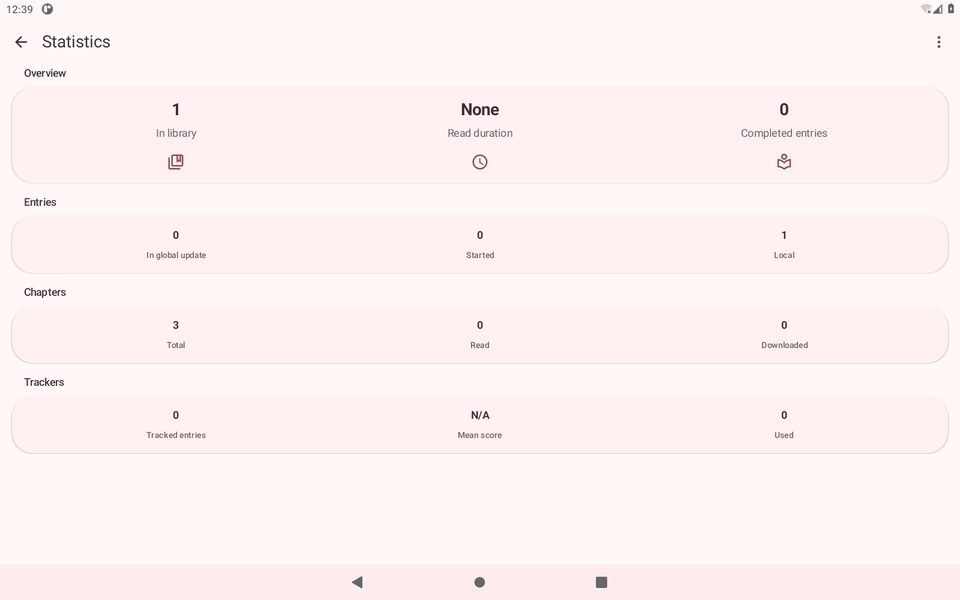 12:39
Statistics
Overview
1 None 0
In library Read duration Completed entries
Entries
0 0 1
In global update Started Local
Chapters
3 0 0
Total Read Downloaded
Trackers
0 N/A 0
Tracked entries Mean score Used